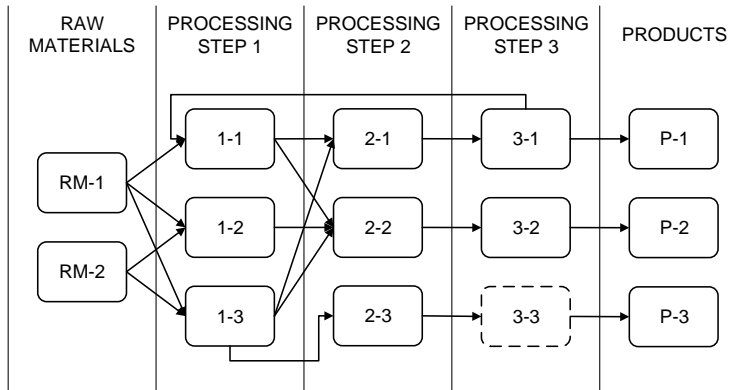 RAW
MATERIALS
PROCESSING
STEP 1
PROCESSING
STEP 2
PROCESSING
STEP 3
PRODUCTS
RM-1
RM-2
1-1
1-2
1-3
2-1
2-2
2-3
3-1
3-2
3-3
P-1
P-2
P-3